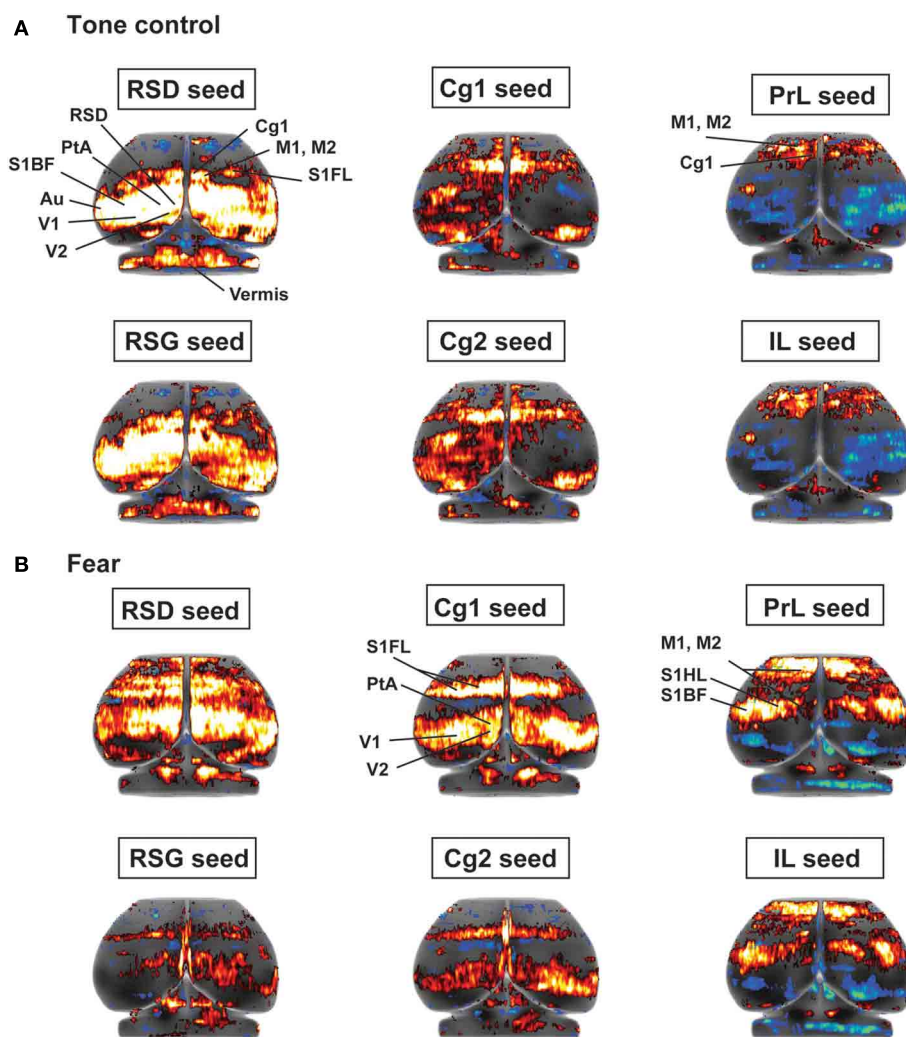 A Tone control
RSD seed
Cg1 seed
PrL seed
RSD
PtA
S1BF
Au
V1
V2
Cg1
M1, M2
S1FL
Vermis
M1, M2
Cg1
RSG seed
Cg2 seed
IL seed
B Fear
RSD seed
Cg1 seed
PrL seed
S1FL
PtA
V1
V2
M1, M2
S1HL
S1BF
RSG seed
Cg2 seed
IL seed